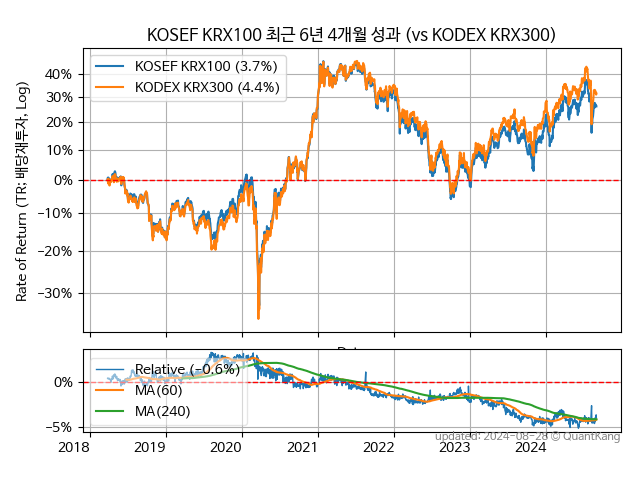 KOSEF KRX100 최근 6년 4개월 성과 (vs KODEX KRX300)
KOSEF KRX100 (3.7%)
KODEX KRX300 (4.4%)
Rate of Return (TR: 배당재투자, Log)
40%
30%
20%
10%
0%
−10%
−30%
Relative (−0.6%)
MA(60)
MA(240)
0%
−5%
updated: 2024-08-28 © QuantKang
2018 2019 2020 2021 2022 2023 2024